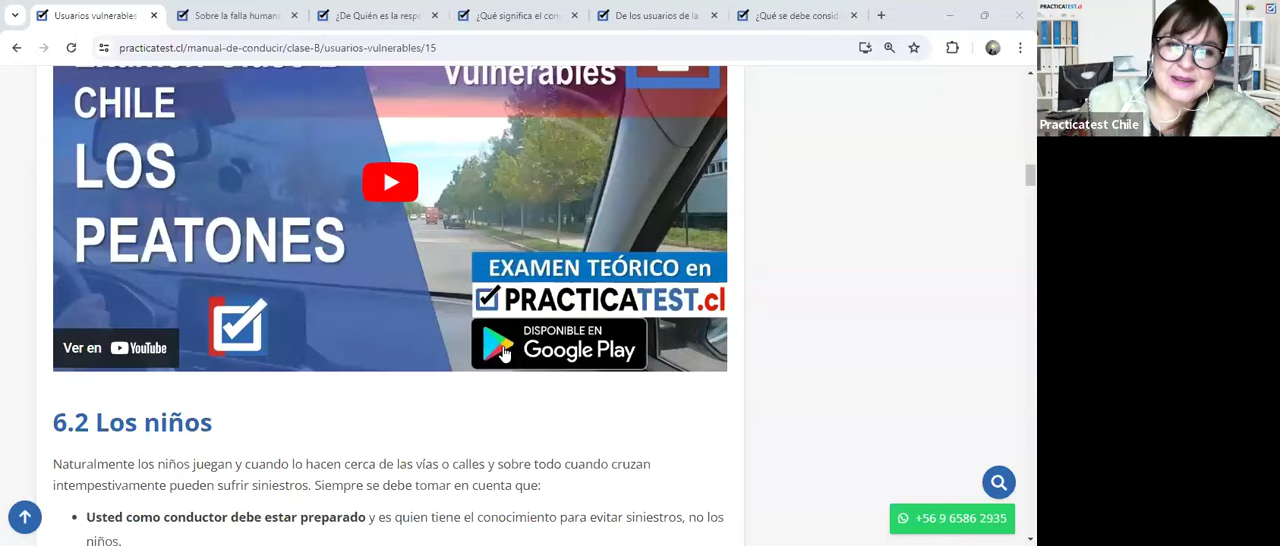 Usuarios vulnerables
Sobre la falla humana
¿De Quién es la resp
¿Qué significa el con
De los usuarios de la
¿Qué se debe consid
practicatest.cl/manual-de-conducir/clase-B/usuarios-vulnerables/15
PRACTICATEST.cl
Practicatest Chile
Vulnerables
CHILE
LOS
PEATONES
EXAMEN TEÓRICO en
PRACTICATEST.cl
DISPONIBLE EN
Google Play
Ver en YouTube
6.2 Los niños
Naturalmente los niños juegan y cuando lo hacen cerca de las vías o calles y sobre todo cuando cruzan
intempestivamente pueden sufrir siniestros. Siempre se debe tomar en cuenta que:
• Usted como conductor debe estar preparado y es quien tiene el conocimiento para evitar siniestros, no los
niños.
+56 9 6586 2935